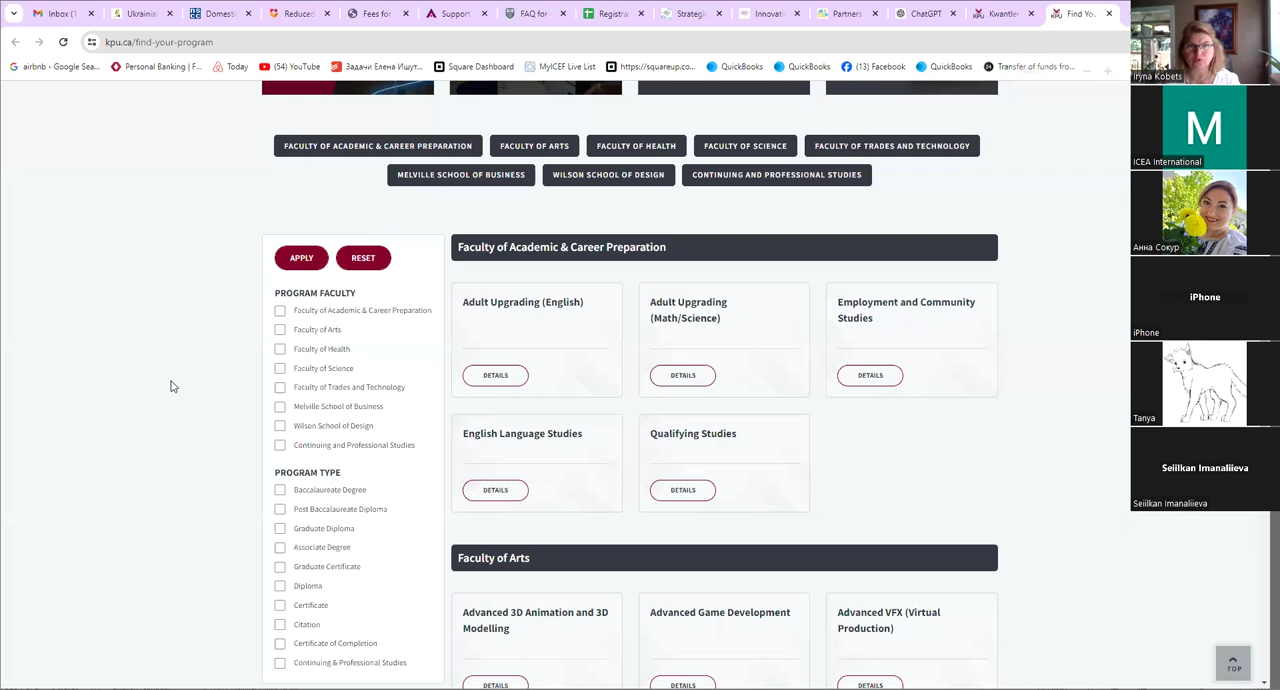 Inbox (1
Ukrainia
Domesti
Reduced
Fees for
Support
FAQ for
Registra
Strategi
Innovat
Partners
ChatGPT
Kwantle
Find You
kpu.ca/find-your-program
airbnb - Google Sea...
Personal Banking | F...
Today
(54) YouTube
Задачи Елена Ишут...
Square Dashboard
MyICEF Live List
https://squareup.co...
QuickBooks
QuickBooks
(13) Facebook
QuickBooks
Transfer of funds fro...
FACULTY OF ACADEMIC & CAREER PREPARATION
FACULTY OF ARTS
FACULTY OF HEALTH
FACULTY OF SCIENCE
FACULTY OF TRADES AND TECHNOLOGY
MELVILLE SCHOOL OF BUSINESS
WILSON SCHOOL OF DESIGN
CONTINUING AND PROFESSIONAL STUDIES
APPLY
RESET
PROGRAM FACULTY
Faculty of Academic & Career Preparation
Faculty of Arts
Faculty of Health
Faculty of Science
Faculty of Trades and Technology
Melville School of Business
Wilson School of Design
Continuing and Professional Studies
PROGRAM TYPE
Baccalaureate Degree
Post Baccalaureate Diploma
Graduate Diploma
Associate Degree
Graduate Certificate
Diploma
Certificate
Citation
Certificate of Completion
Continuing & Professional Studies
Faculty of Academic & Career Preparation
Adult Upgrading (English)
DETAILS
Adult Upgrading
(Math/Science)
DETAILS
Employment and Community
Studies
DETAILS
English Language Studies
DETAILS
Qualifying Studies
DETAILS
Faculty of Arts
Advanced 3D Animation and 3D
Modelling
DETAILS
Advanced Game Development
DETAILS
Advanced VFX (Virtual
Production)
DETAILS
TOP
Iryna Kobets
M
ICEA International
Анна Сокур
iPhone
iPhone
Tanya
Seiilkan Imanaliieva
Seiilkan Imanaliieva